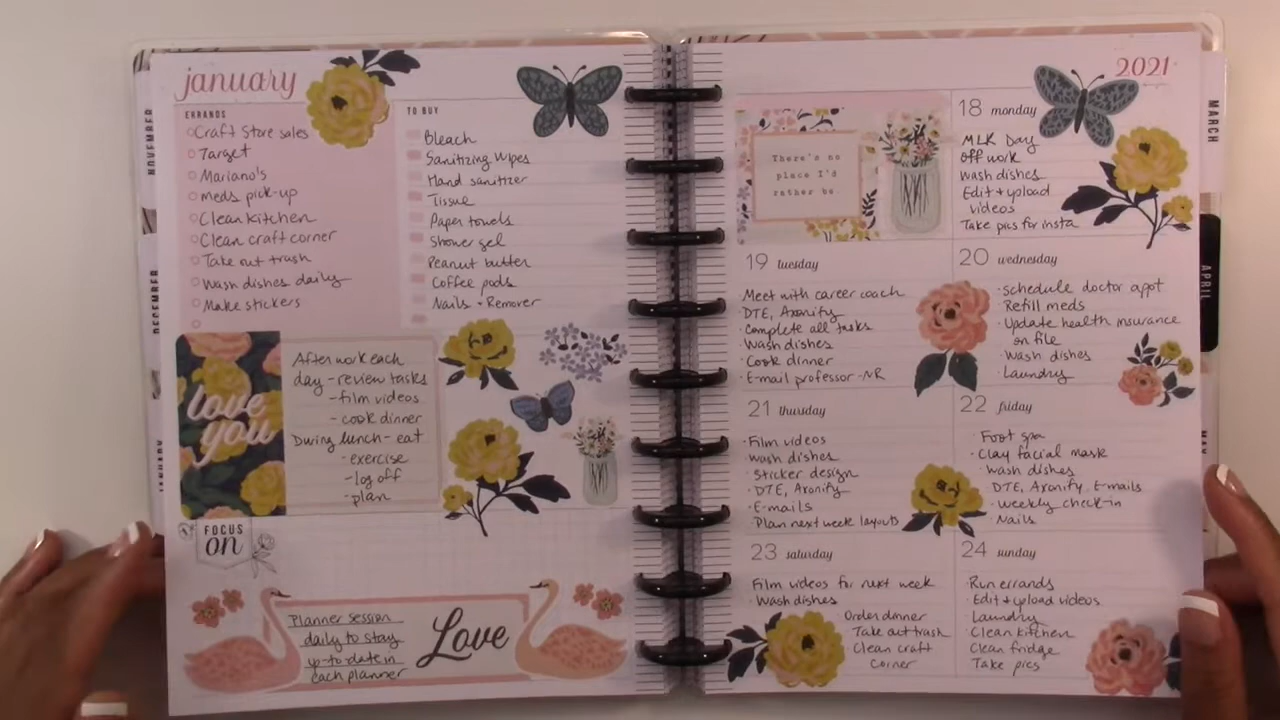 january
ERRANDS
Craft Store sales
Target
Mariano's
meds pick-up
Clean kitchen
Clean craft corner
Take out trash
Wash dishes daily
Make stickers
TO BUY
Bleach
Sanitizing Wipes
Hand sanitizer
Tissue
Paper towels
Shower gel
Peanut butter
Coffee pods
Nails + Remover
love
you
After work each
day - review tasks
- film videos
- cook dinner
During lunch - eat
- exercise
- log off
- plan
FOCUS
on
Planner session
daily to stay
up-to-date in
each planner
Love
2021
There's no
place I'd
rather be.
18 monday
MLK Day
off work
wash dishes
Edit + upload
videos
Take pics for insta
19 tuesday
Meet with career coach
· DTE, Axonify
· Complete all tasks
· Wash dishes
· Cook dinner
· E-mail professor - NR
20 wednesday
· Schedule doctor appt
· Refill meds
· Update health insurance
on file
· Wash dishes
· Laundry
21 thursday
· Film videos
· Wash dishes
· Sticker design
· DTE, Axonify
· E-mails
· Plan next week layouts
22 friday
· Foot spa
· Clay facial mask
· Wash dishes
· DTE, Axonify, E-mails
· Weekly check-in
· Nails
23 saturday
· Film videos for next week
· Wash dishes
Order dinner
Take out trash
Clean craft
corner
24 sunday
· Run errands
· Edit + upload videos
· Laundry
· Clean kitchen
· Clean fridge
· Take pics
NOVEMBER
DECEMBER
JANUARY
MARCH
APRIL
MAY